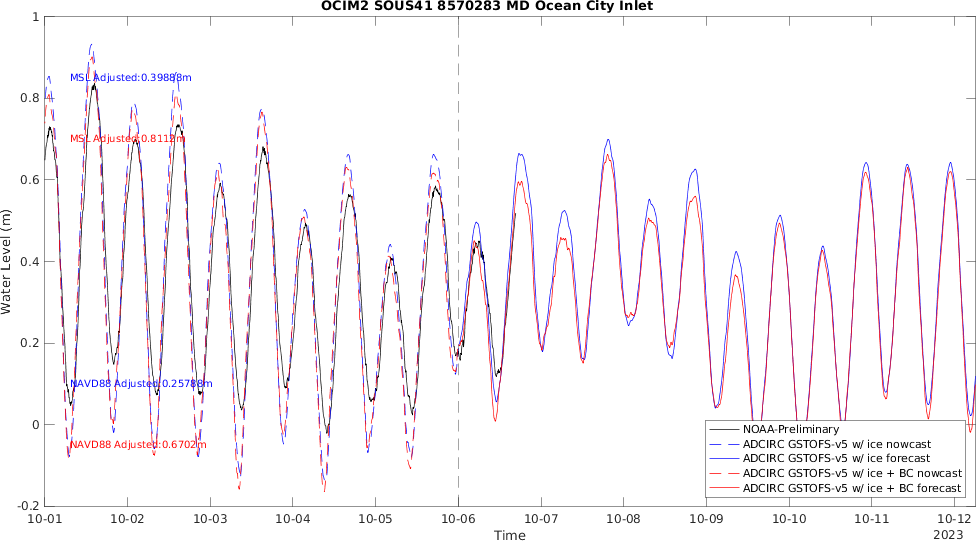 OCIM2 SOUS41 8570283 MD Ocean City Inlet
1
0.8
0.6
0.4
0.2
0
-0.2
Water Level (m)
MSL Adjusted:0.39888m
MSL Adjusted:0.8112m
NAVD88 Adjusted:0.25788m
NAVD88 Adjusted:0.6702m
NOAA-Preliminary
ADCIRC GSTOFS-v5 w/ ice nowcast
ADCIRC GSTOFS-v5 w/ ice forecast
ADCIRC GSTOFS-v5 w/ ice + BC nowcast
ADCIRC GSTOFS-v5 w/ ice + BC forecast
10-01 10-02 10-03 10-04 10-05 10-06 10-07 10-08 10-09 10-10 10-11 10-12
Time
2023